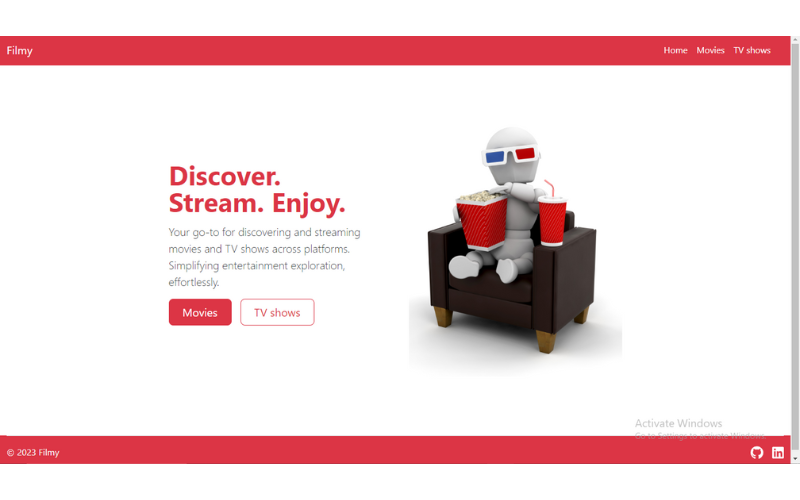 Filmy
Home Movies TV shows
Discover.
Stream. Enjoy.
Your go-to for discovering and streaming
movies and TV shows across platforms.
Simplifying entertainment exploration,
effortlessly.
Movies TV shows
Activate Windows
Go to Settings to activate Windows.
© 2023 Filmy